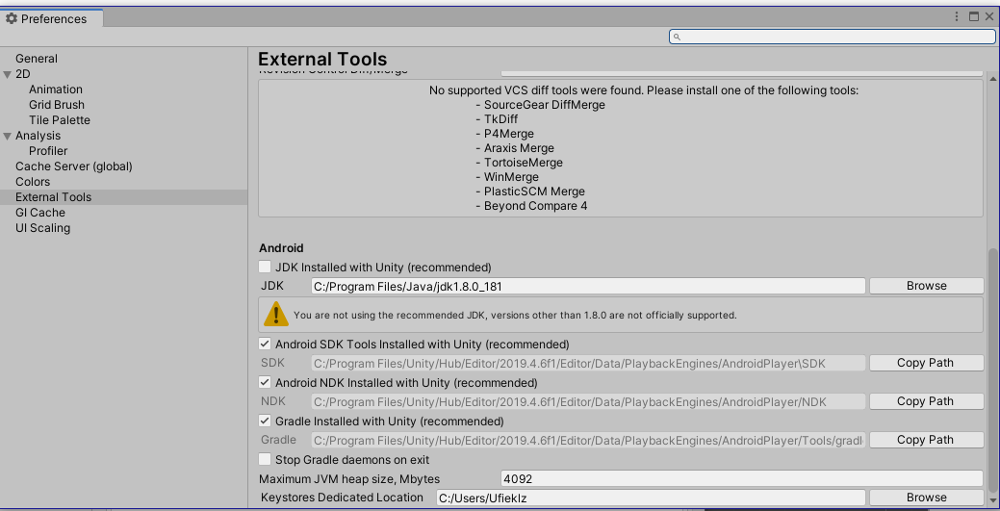 Preferences
General
2D
Animation
Grid Brush
Tile Palette
Analysis
Profiler
Cache Server (global)
Colors
External Tools
GI Cache
UI Scaling
External Tools
Revision Control Diff/Merge
No supported VCS diff tools were found. Please install one of the following tools:
- SourceGear DiffMerge
- TkDiff
- P4Merge
- Araxis Merge
- TortoiseMerge
- WinMerge
- PlasticSCM Merge
- Beyond Compare 4
Android
JDK Installed with Unity (recommended)
JDK C:/Program Files/Java/jdk1.8.0_181 Browse
You are not using the recommended JDK, versions other than 1.8.0 are not officially supported.
Android SDK Tools Installed with Unity (recommended)
SDK C:/Program Files/Unity/Hub/Editor/2019.4.6f1/Editor/Data/PlaybackEngines/AndroidPlayer\SDK Copy Path
Android NDK Installed with Unity (recommended)
NDK C:/Program Files/Unity/Hub/Editor/2019.4.6f1/Editor/Data/PlaybackEngines/AndroidPlayer/NDK Copy Path
Gradle Installed with Unity (recommended)
Gradle C:/Program Files/Unity/Hub/Editor/2019.4.6f1/Editor/Data/PlaybackEngines/AndroidPlayer/Tools/gradl Copy Path
Stop Gradle daemons on exit
Maximum JVM heap size, Mbytes 4092
Keystores Dedicated Location C:/Users/Ufieklz Browse